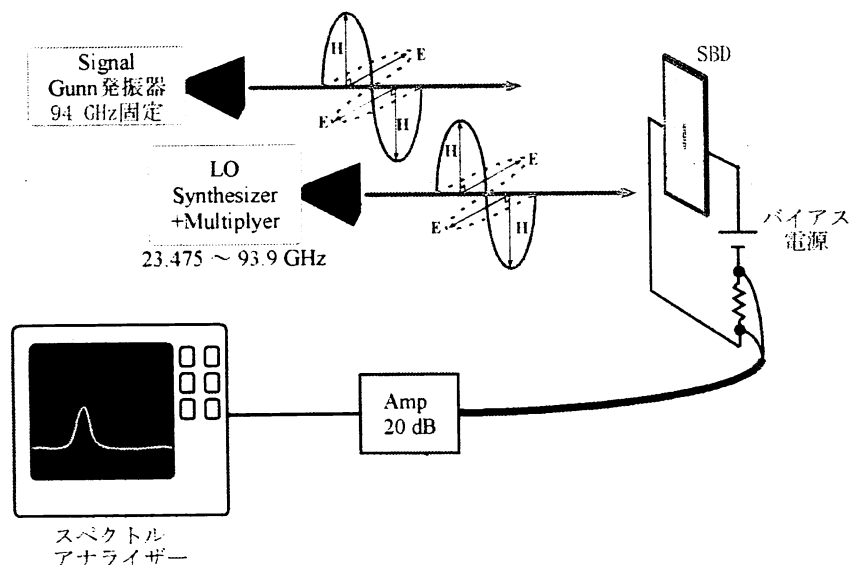 Signal
Gunn発振器
94 GHz固定
H
E
E
H
LO
Synthesizer
+Multiplyer
23.475 ～ 93.9 GHz
H
E
E
H
SBD
バイアス
電源
Amp
20 dB
スペクトル
アナライザー